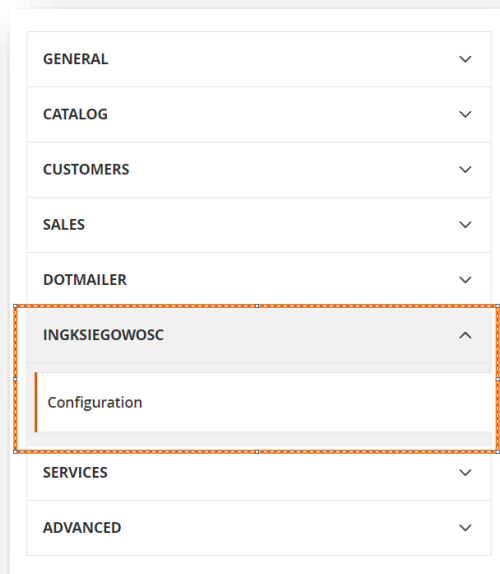 GENERAL
CATALOG
CUSTOMERS
SALES
DOTMAILER
INGKSIEGOWOSC
Configuration
SERVICES
ADVANCED